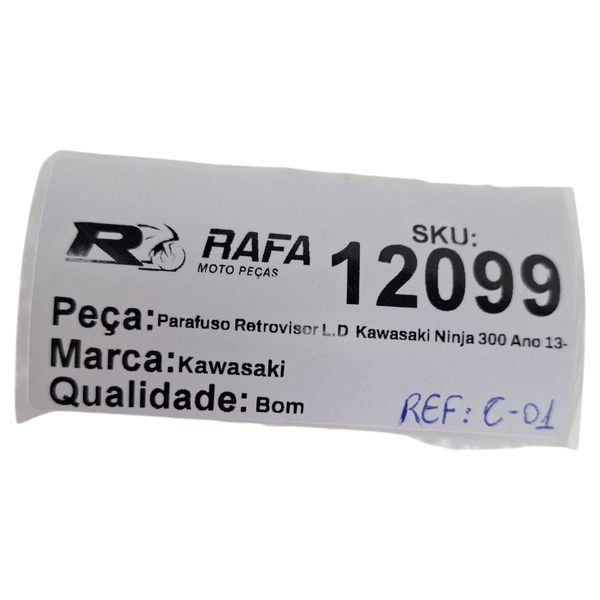 R RAFA
MOTO PEÇAS
SKU:
12099
Peça: Parafuso Retrovisor L.D Kawasaki Ninja 300 Ano 13-
Marca: Kawasaki
Qualidade: Bom
REF: C-01